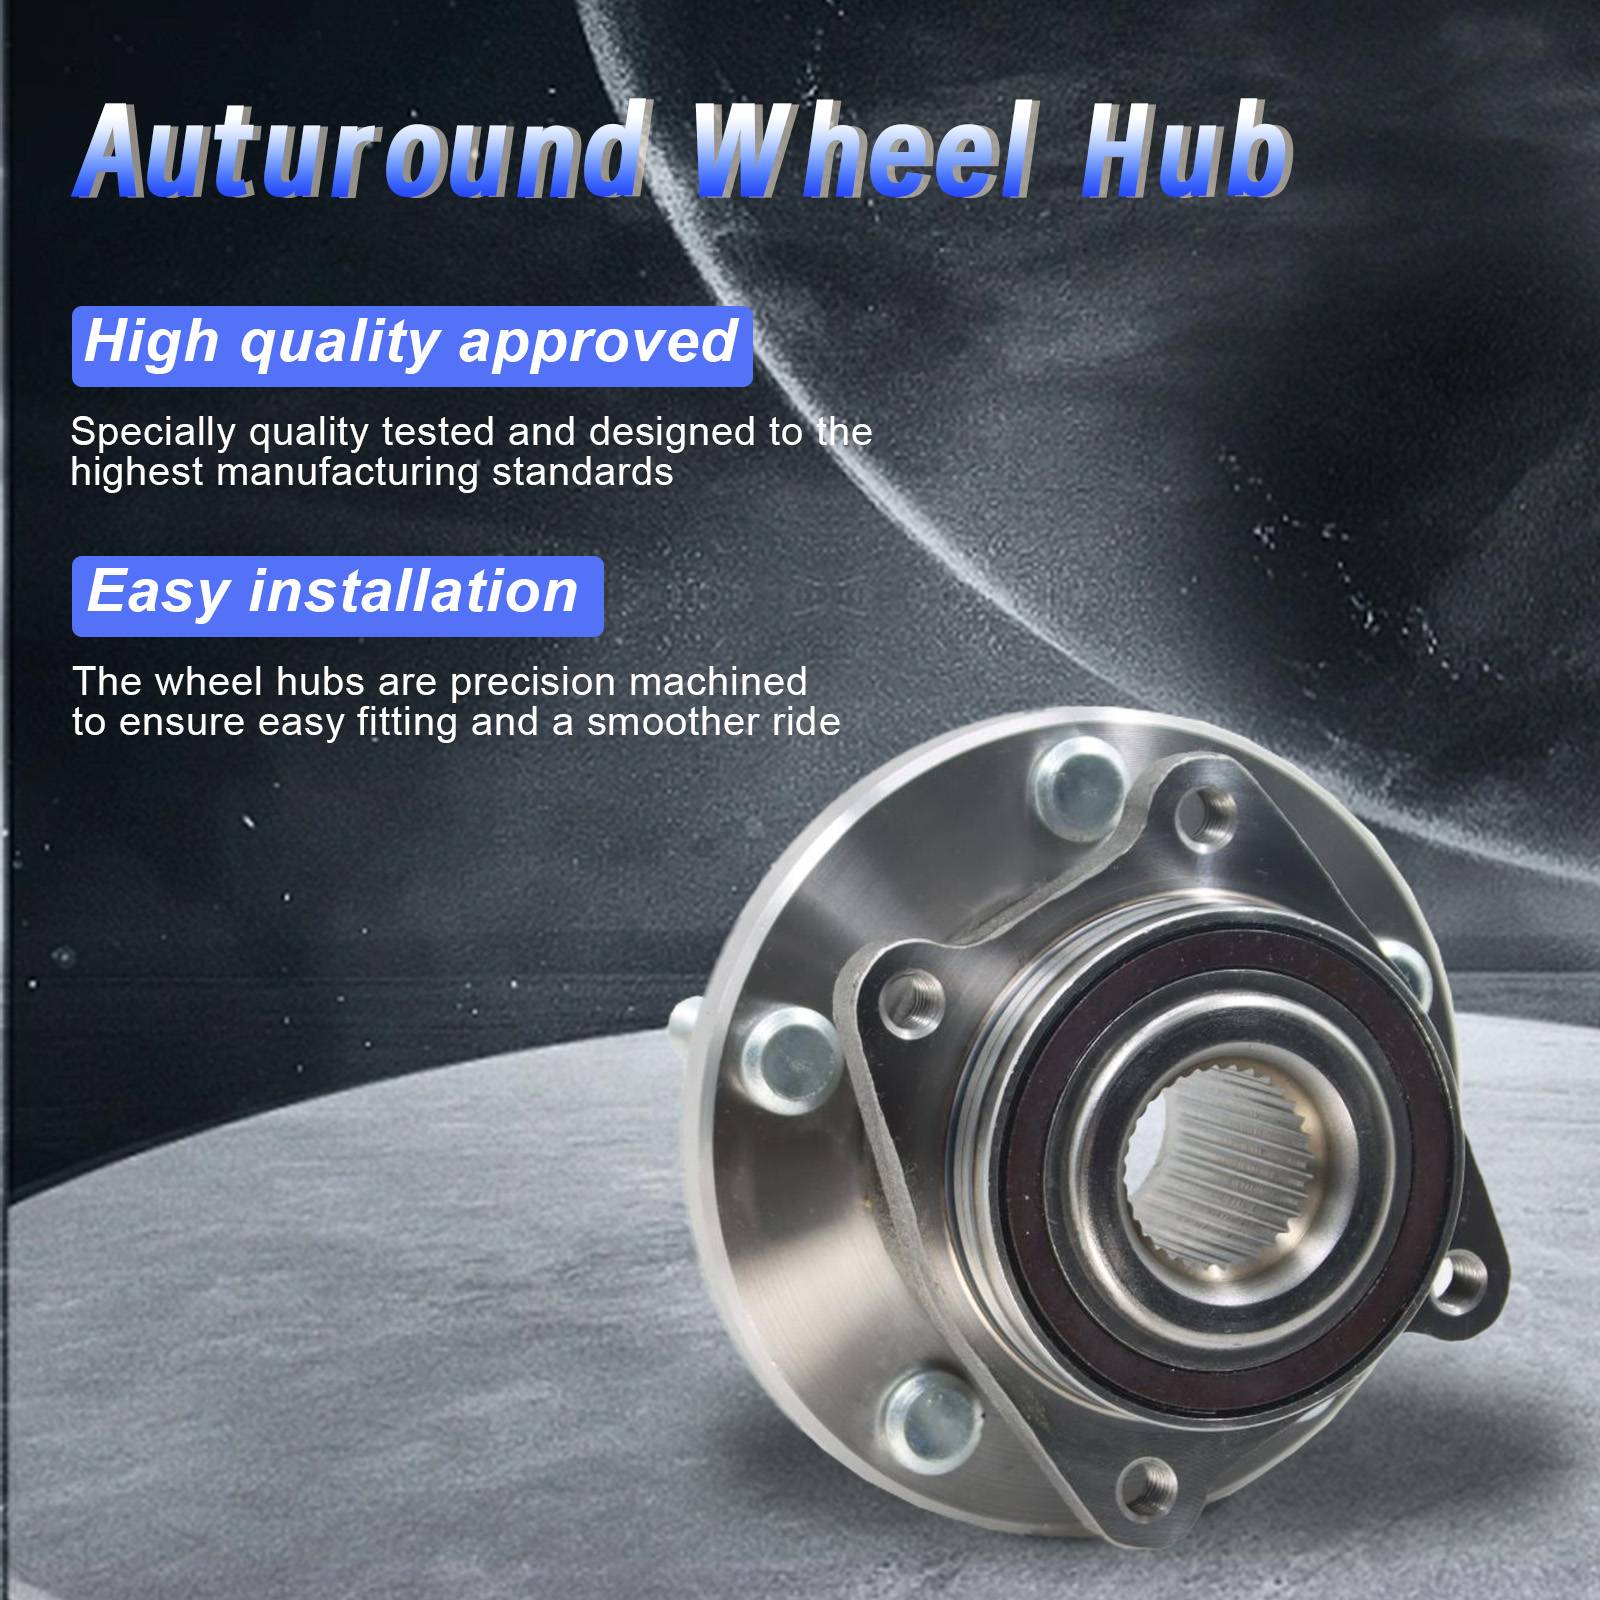 Auturound Wheel Hub
High quality approved
Specially quality tested and designed to the
highest manufacturing standards
Easy installation
The wheel hubs are precision machined
to ensure easy fitting and a smoother ride